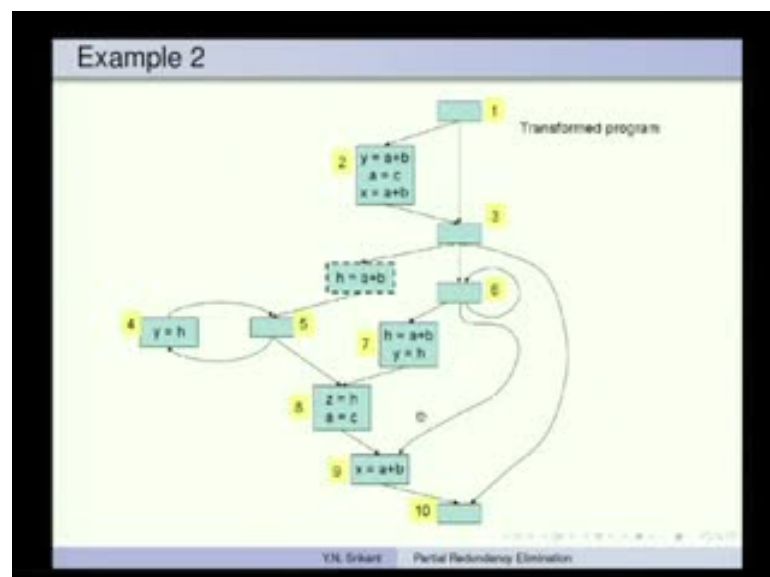 Example 2
1
Transformed program
2
y = a+b
a = c
x = a+b
3
h = a+b
6
4
y = h
5
7
h = a+b
y = h
8
z = h
a = c
9
x = a+b
10
Y.N. Srikant
Partial Redundancy Elimination